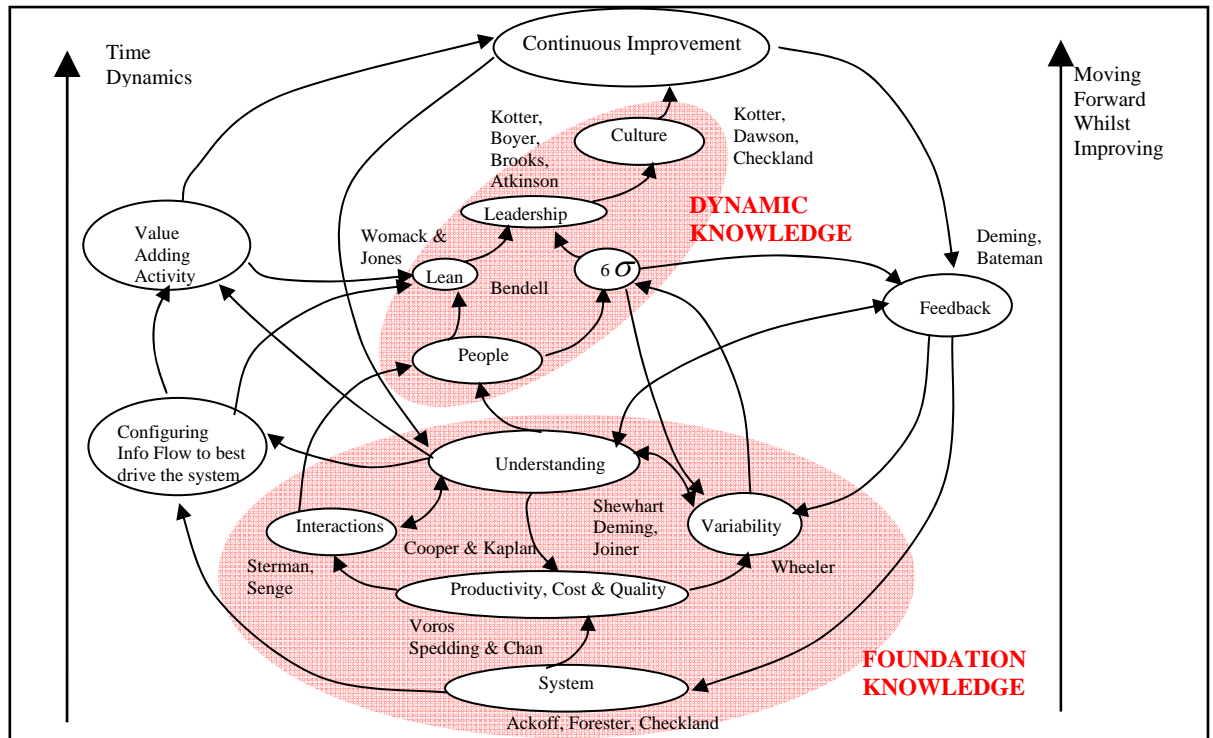 Continuous Improvement
Time
Dynamics
Moving
Forward
Whilst
Improving
Kotter,
Boyer,
Brooks,
Atkinson
Culture
Kotter,
Dawson,
Checkland
Leadership
DYNAMIC
KNOWLEDGE
Value
Adding
Activity
Womack &
Jones
Lean
Bendell
6 σ
Deming,
Bateman
Feedback
People
Configuring
Info Flow to best
drive the system
Understanding
Interactions
Cooper & Kaplan
Shewhart
Deming,
Joiner
Variability
Sterman,
Senge
Wheeler
Productivity, Cost & Quality
Voros
Spedding & Chan
FOUNDATION
KNOWLEDGE
System
Ackoff, Forester, Checkland